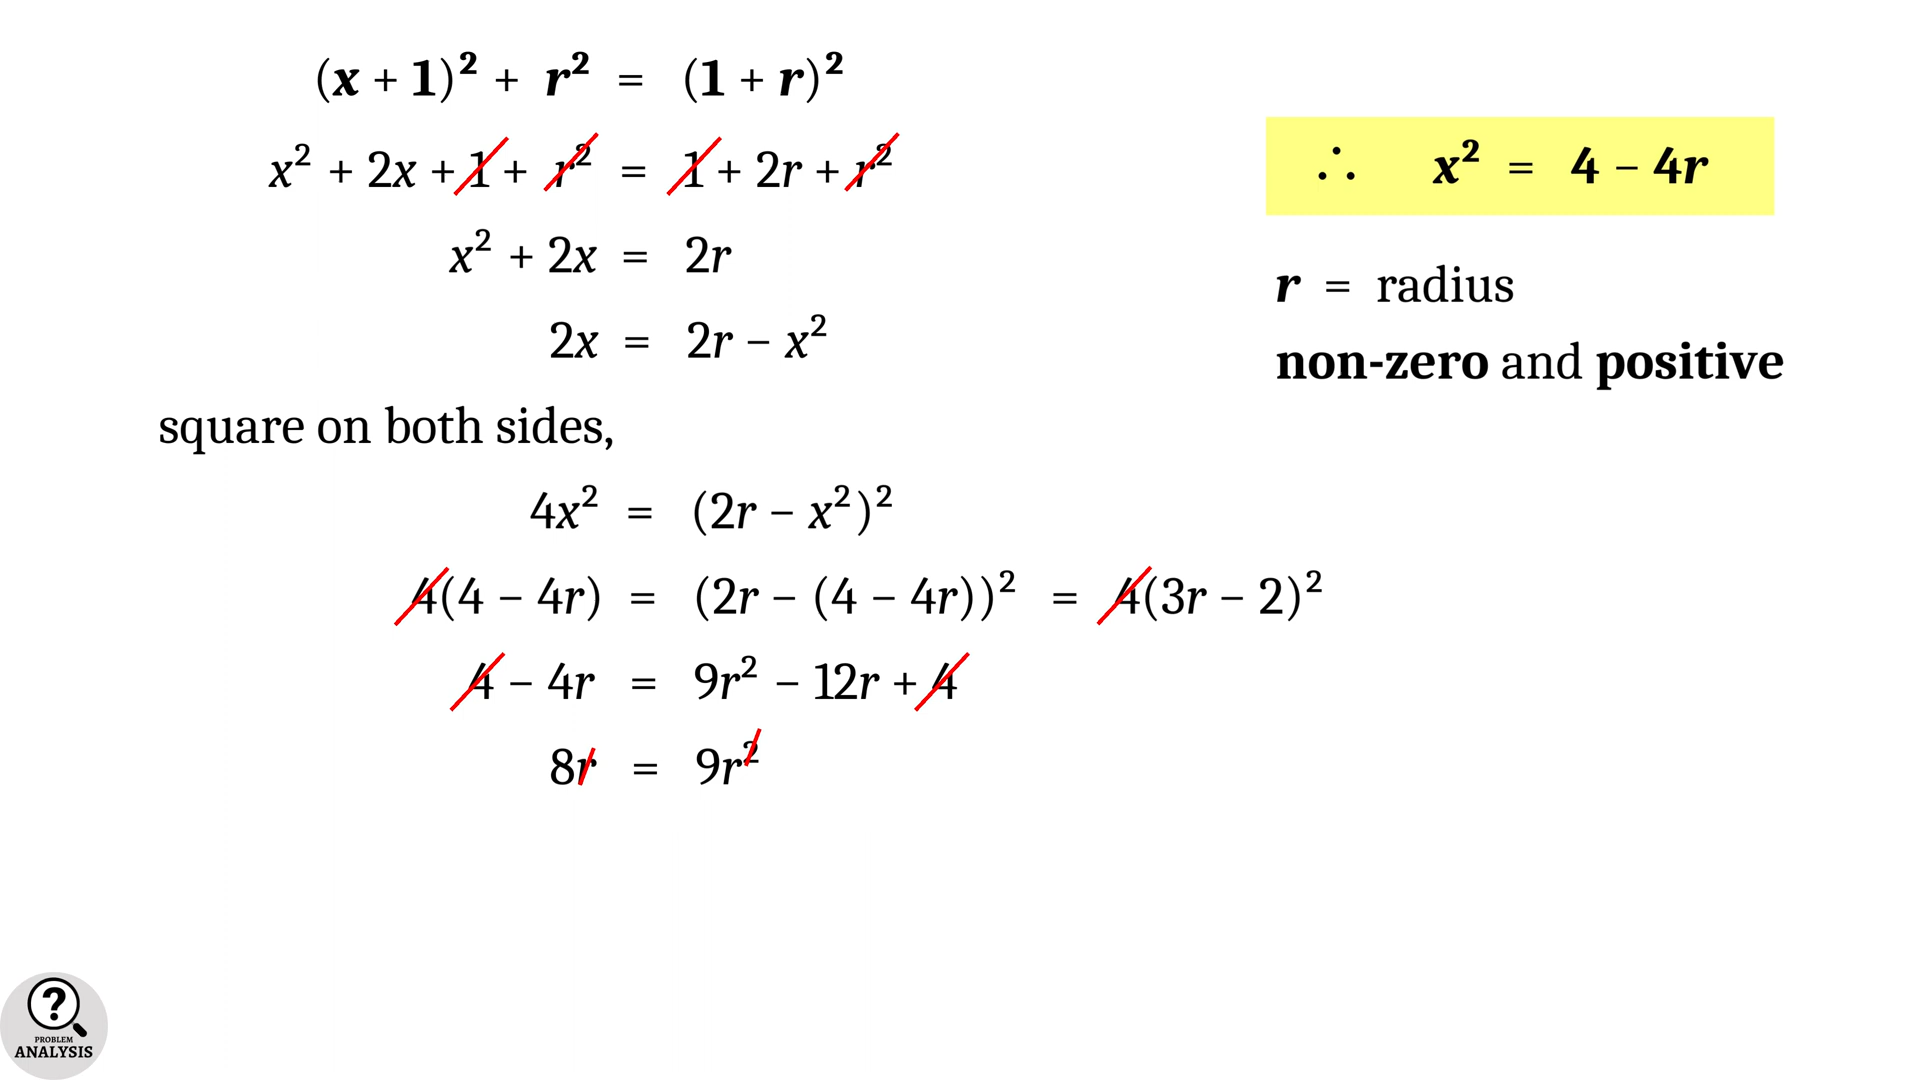 (x + 1)² + r² = (1 + r)²
x² + 2x + 1 + r² = 1 + 2r + r²
x² + 2x = 2r
2x = 2r − x²
square on both sides,
4x² = (2r − x²)²
4(4 − 4r) = (2r − (4 − 4r))² = 4(3r − 2)²
4 − 4r = 9r² − 12r + 4
8r = 9r²
∴ x² = 4 − 4r
r = radius
non-zero and positive
?
PROBLEM
ANALYSIS